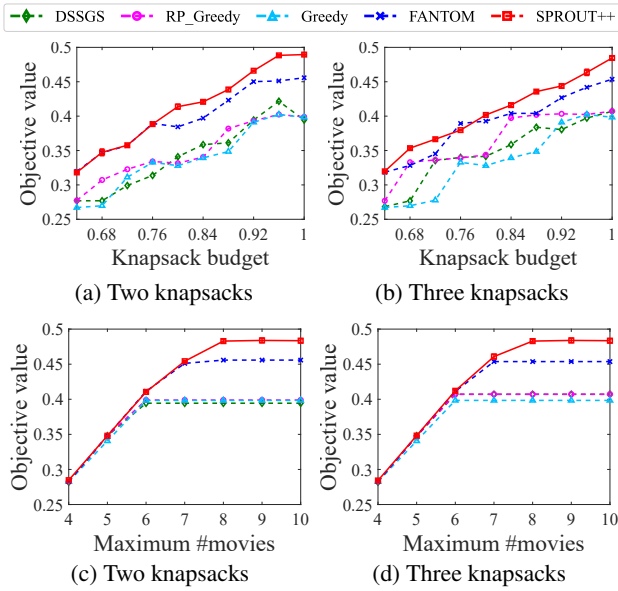 DSSGS RP_Greedy Greedy FANTOM SPROUT++
0.5 0.5
0.45 0.45
0.4 0.4
0.35 0.35
0.3 0.3
0.25 0.25
Objective value Objective value
0.68 0.76 0.84 0.92 1 0.68 0.76 0.84 0.92 1
Knapsack budget Knapsack budget
(a) Two knapsacks (b) Three knapsacks
0.5 0.5
0.45 0.45
0.4 0.4
0.35 0.35
0.3 0.3
0.25 0.25
Objective value Objective value
4 5 6 7 8 9 10 4 5 6 7 8 9 10
Maximum #movies Maximum #movies
(c) Two knapsacks (d) Three knapsacks